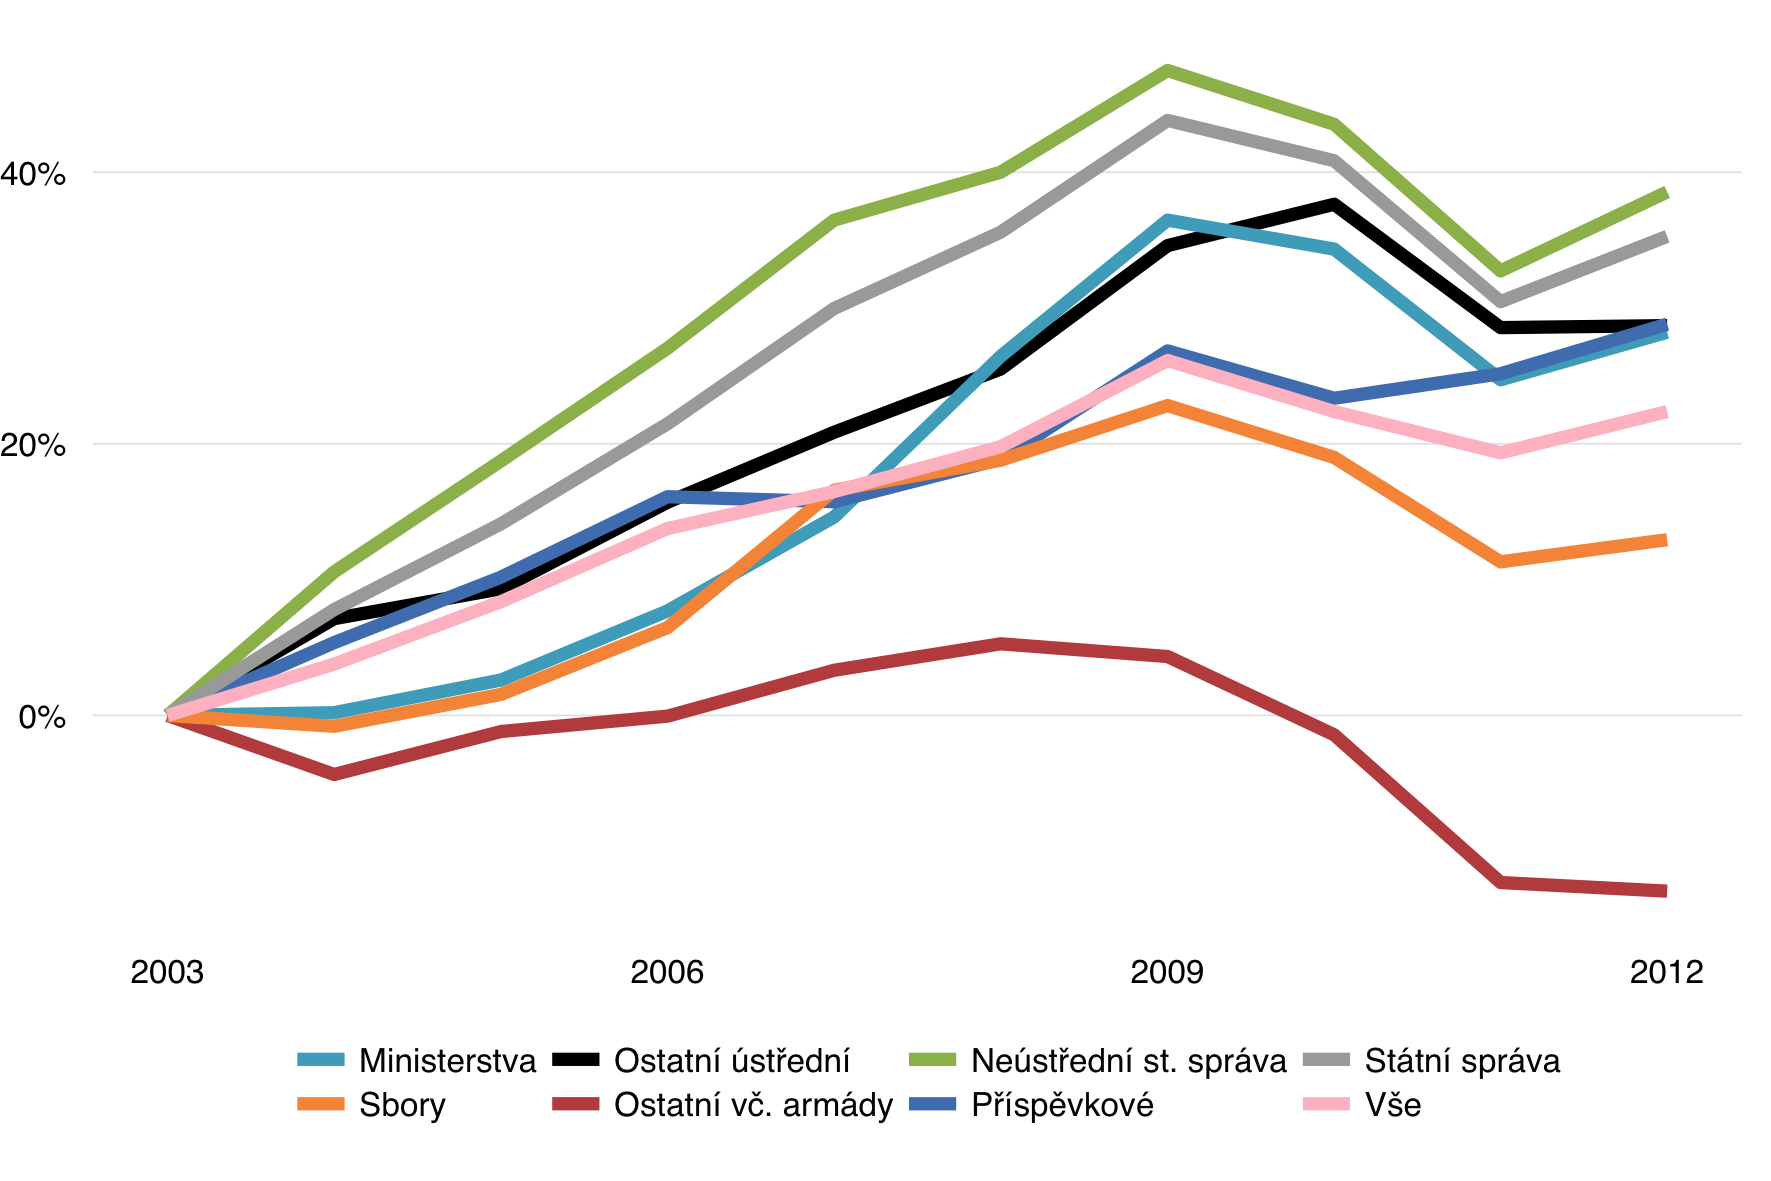 40%
20%
0%
2003 2006 2009 2012
Ministerstva Ostatní ústřední Neústřední st. správa Státní správa
Sbory Ostatní vč. armády Příspěvkové Vše